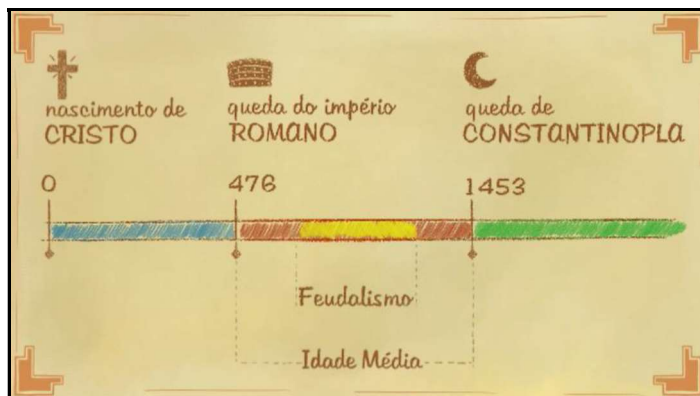 nascimento de
CRISTO
queda do império
ROMANO
queda de
CONSTANTINOPLA
0
476
1453
Feudalismo
Idade Média